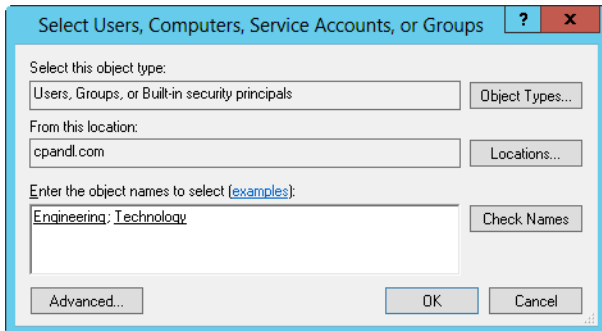 Select Users, Computers, Service Accounts, or Groups ? x
Select this object type:
Users, Groups, or Built-in security principals Object Types...
From this location:
cpandl.com Locations...
Enter the object names to select (examples):
Engineering; Technology Check Names
Advanced... OK Cancel